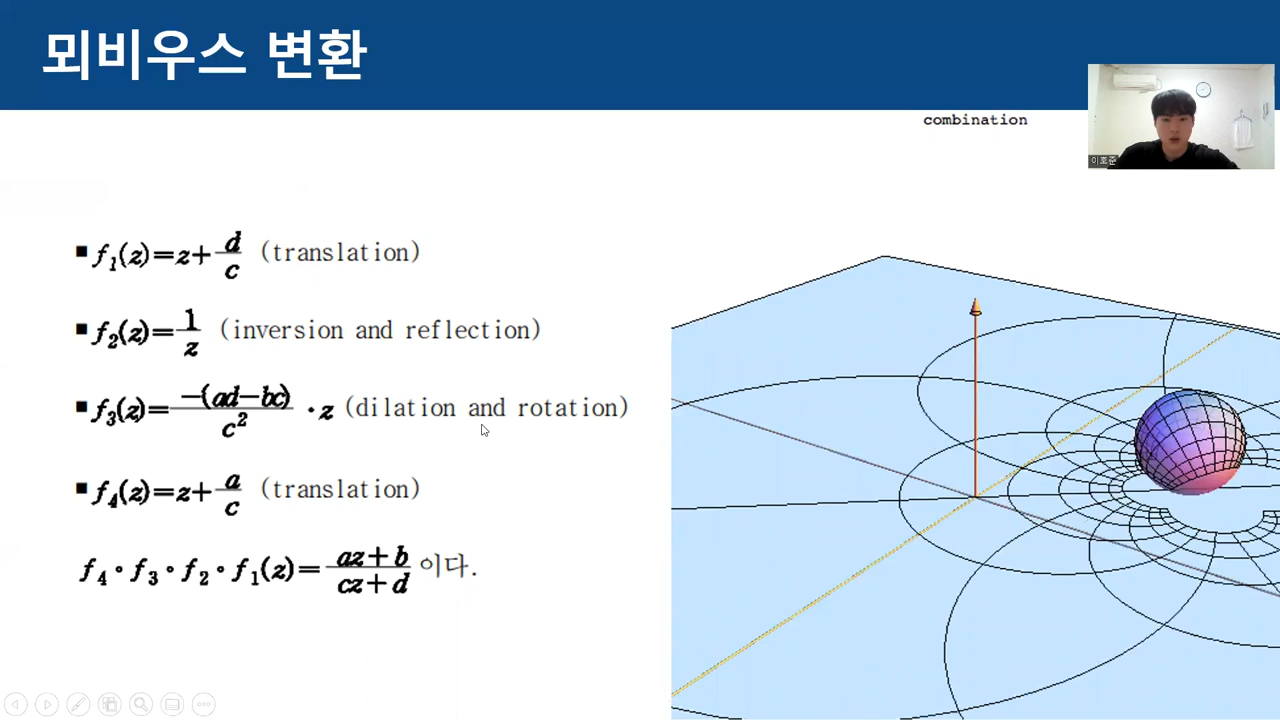 뫼비우스 변환
combination
이호준
▪ f₁(z)=z+d/c (translation)
▪ f₂(z)=1/z (inversion and reflection)
▪ f₃(z)=-(ad-bc)/c² ·z (dilation and rotation)
▪ f₄(z)=z+a/c (translation)
f₄∘f₃∘f₂∘f₁(z)=(az+b)/(cz+d) 이다.